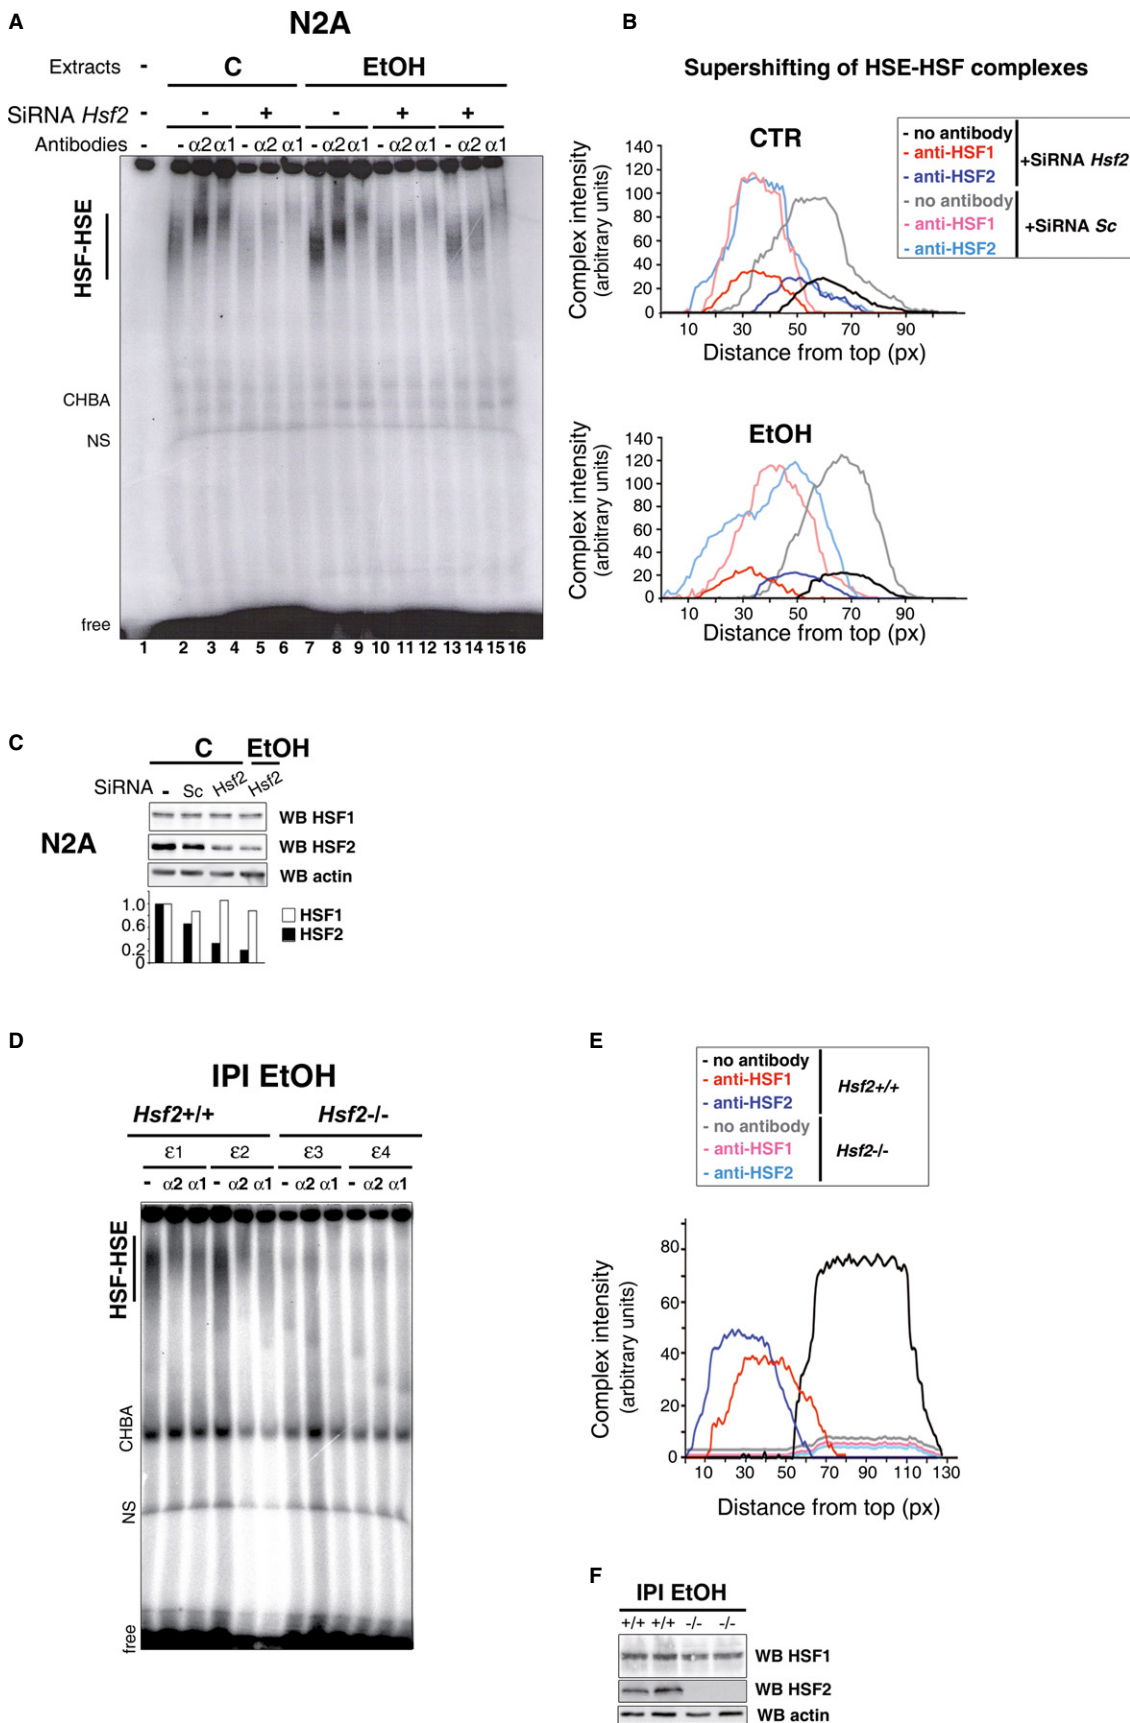 A
N2A
Extracts - C EtOH
SiRNA Hsf2 - - + - + +
Antibodies - - α2 α1 - α2 α1 - α2 α1 - α2 α1 - α2 α1
HSF-HSE
CHBA
NS
free
1 2 3 4 5 6 7 8 9 10 11 12 13 14 15 16
B
Supershifting of HSE-HSF complexes
- no antibody
- anti-HSF1
- anti-HSF2
+SiRNA Hsf2
- no antibody
- anti-HSF1
- anti-HSF2
+SiRNA Sc
CTR
Complex intensity
(arbitrary units)
140
120
100
80
60
40
20
0
10 30 50 70 90
Distance from top (px)
EtOH
Complex intensity
(arbitrary units)
140
120
100
80
60
40
20
0
10 30 50 70 90
Distance from top (px)
C
C EtOH
SiRNA - Sc Hsf2 Hsf2
N2A
WB HSF1
WB HSF2
WB actin
1.0
0.6
0.2
0
HSF1
HSF2
D
IPI EtOH
Hsf2+/+ Hsf2-/-
ε1 ε2 ε3 ε4
- α2 α1 - α2 α1 - α2 α1 - α2 α1
HSF-HSE
CHBA
NS
free
E
- no antibody
- anti-HSF1
- anti-HSF2
Hsf2+/+
- no antibody
- anti-HSF1
- anti-HSF2
Hsf2-/-
Complex intensity
(arbitrary units)
80
60
40
20
0
10 30 50 70 90 110 130
Distance from top (px)
F
IPI EtOH
+/+ +/+ -/- -/-
WB HSF1
WB HSF2
WB actin